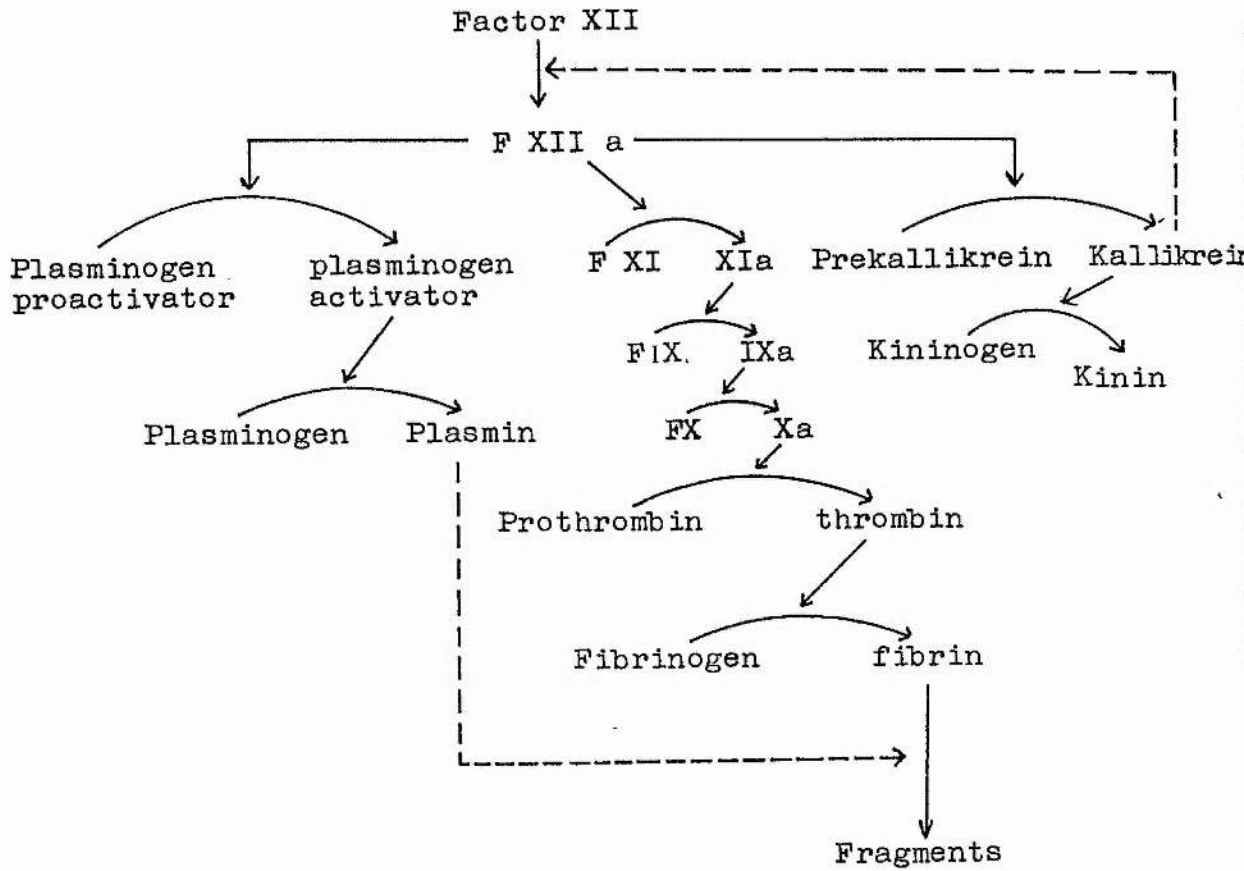 Factor XII
F XII a
Plasminogen proactivator
plasminogen activator
F XI XIa Prekallikrein Kallikrein
F IX. IXa Kininogen
Kinin
Plasminogen Plasmin FX Xa
Prothrombin thrombin
Fibrinogen fibrin
Fragments